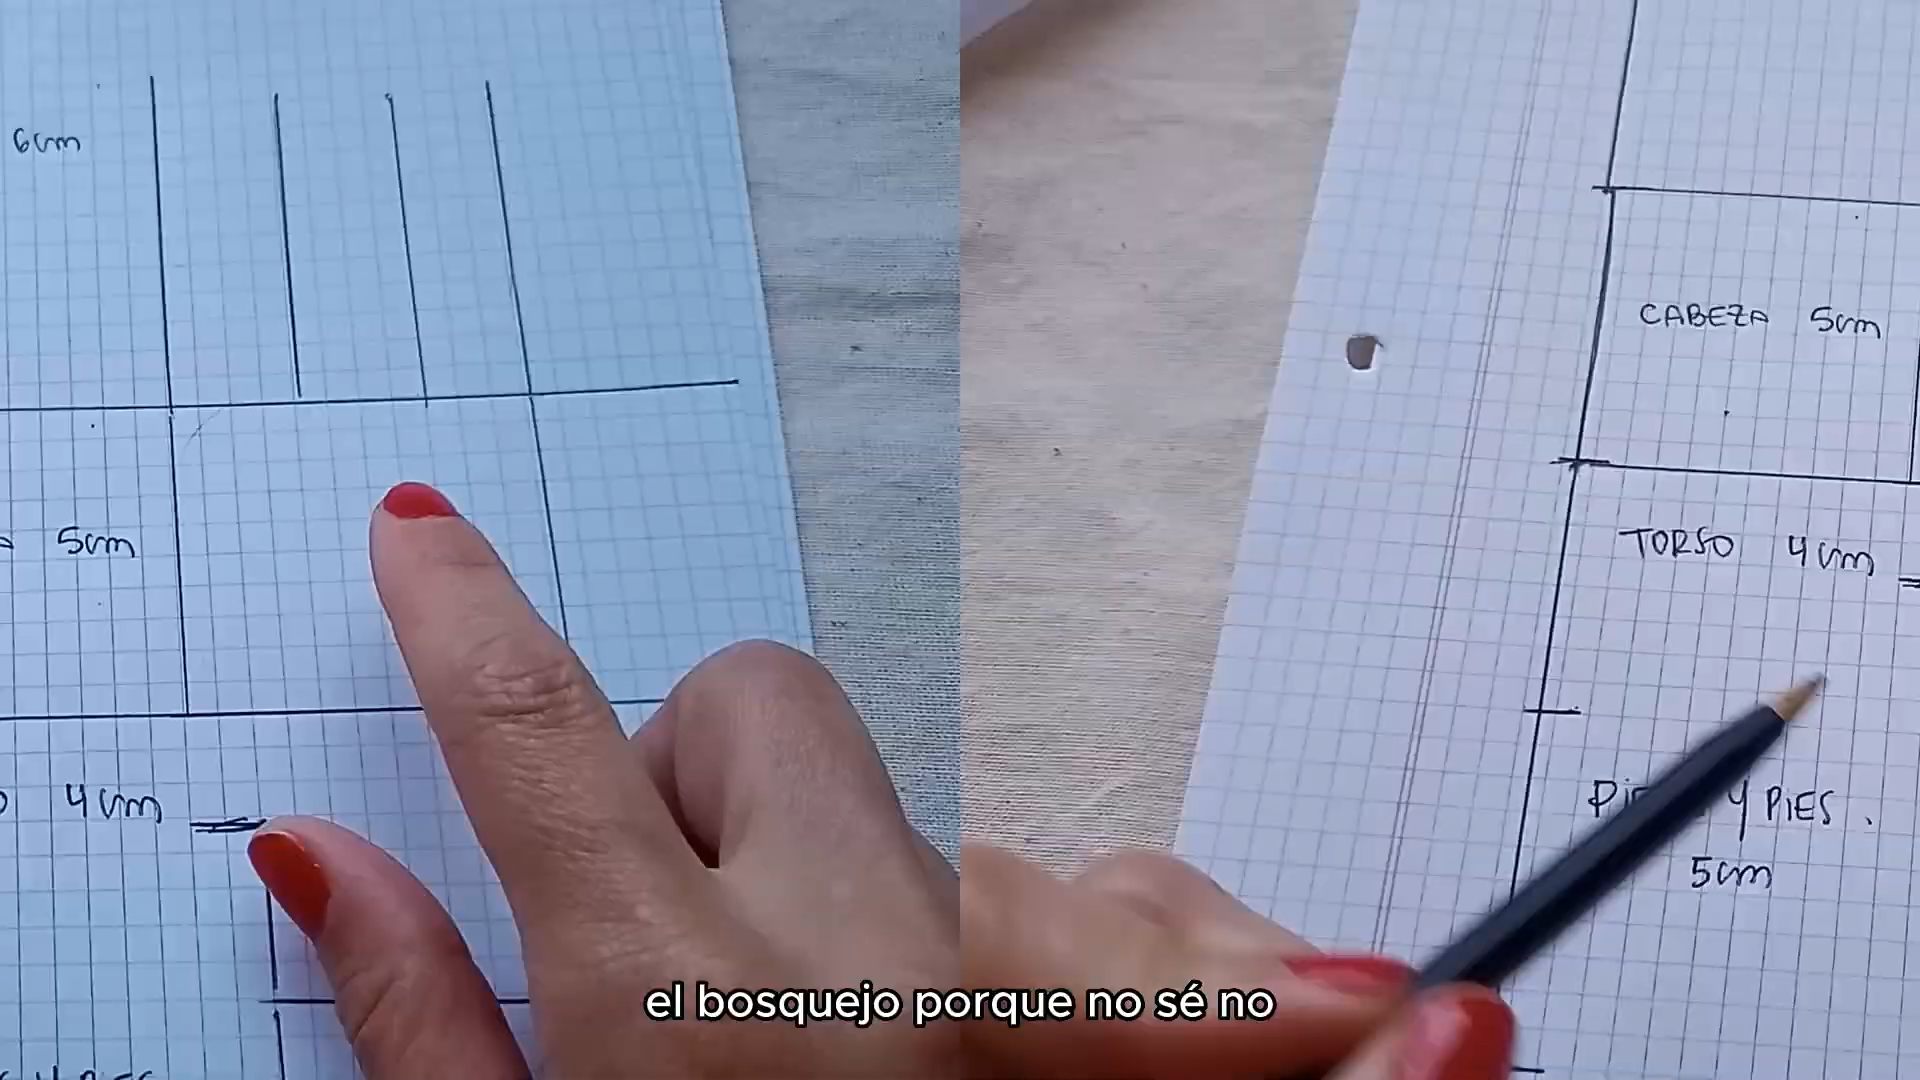 6cm
5cm
4cm
CABEZA 5cm
TORSO 4cm
Y PIES.
5cm
el bosquejo porque no sé no